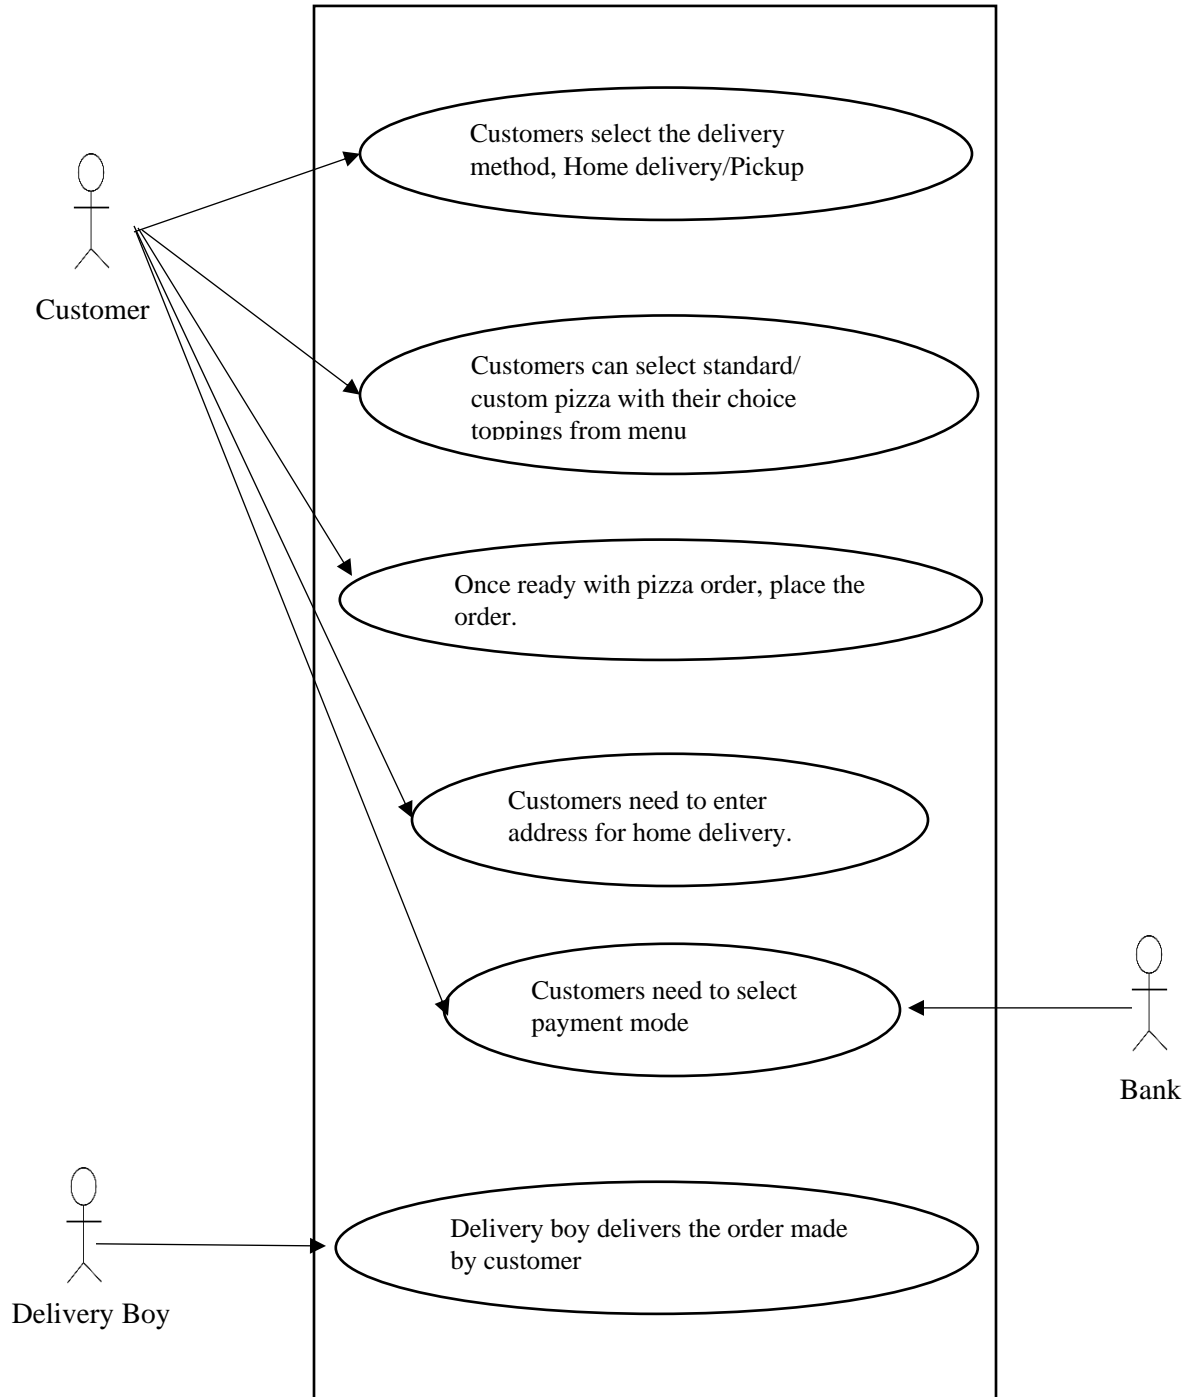 Customers select the delivery
method, Home delivery/Pickup
Customer
Customers can select standard/
custom pizza with their choice
toppings from menu
Once ready with pizza order, place the
order.
Customers need to enter
address for home delivery.
Customers need to select
payment mode
Bank
Delivery boy delivers the order made
by customer
Delivery Boy